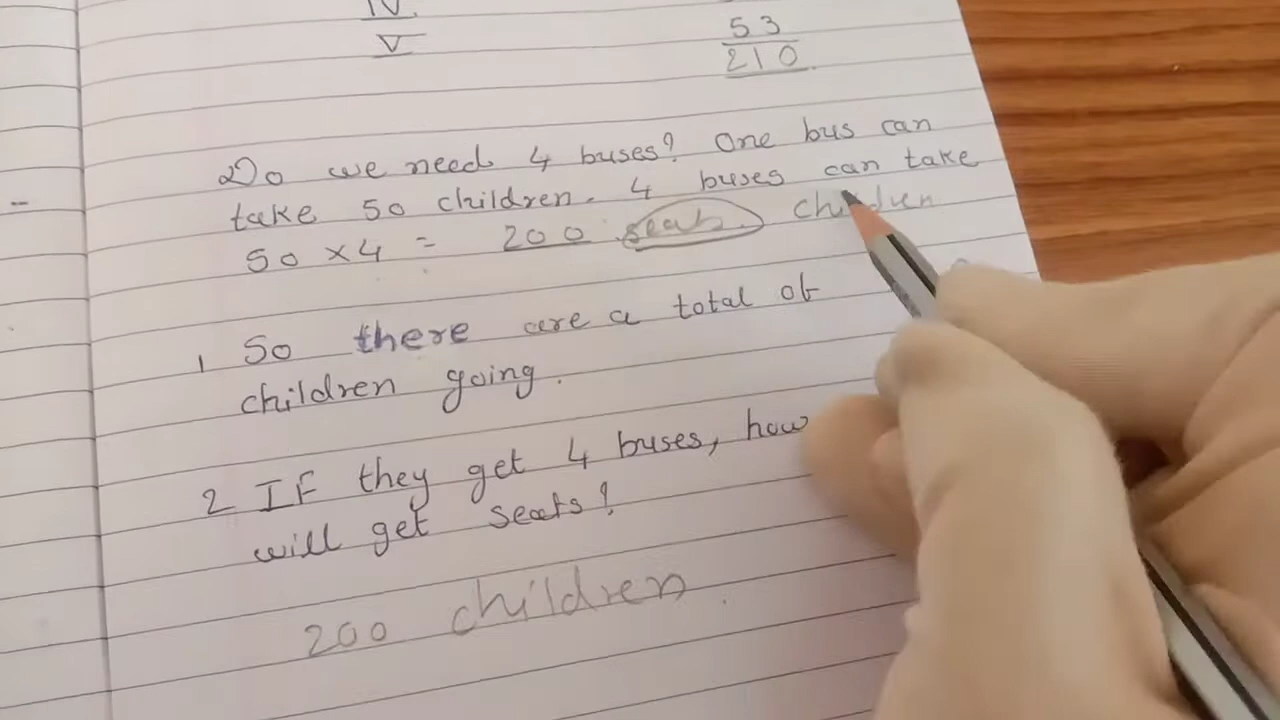 IV
V
53
210
Do we need 4 buses? One bus can
take 50 children. 4 buses can take
50 x 4 = 200 seats. children
1 So there are a total of
children going.
2 IF they get 4 buses, how
will get seats?
200 children.